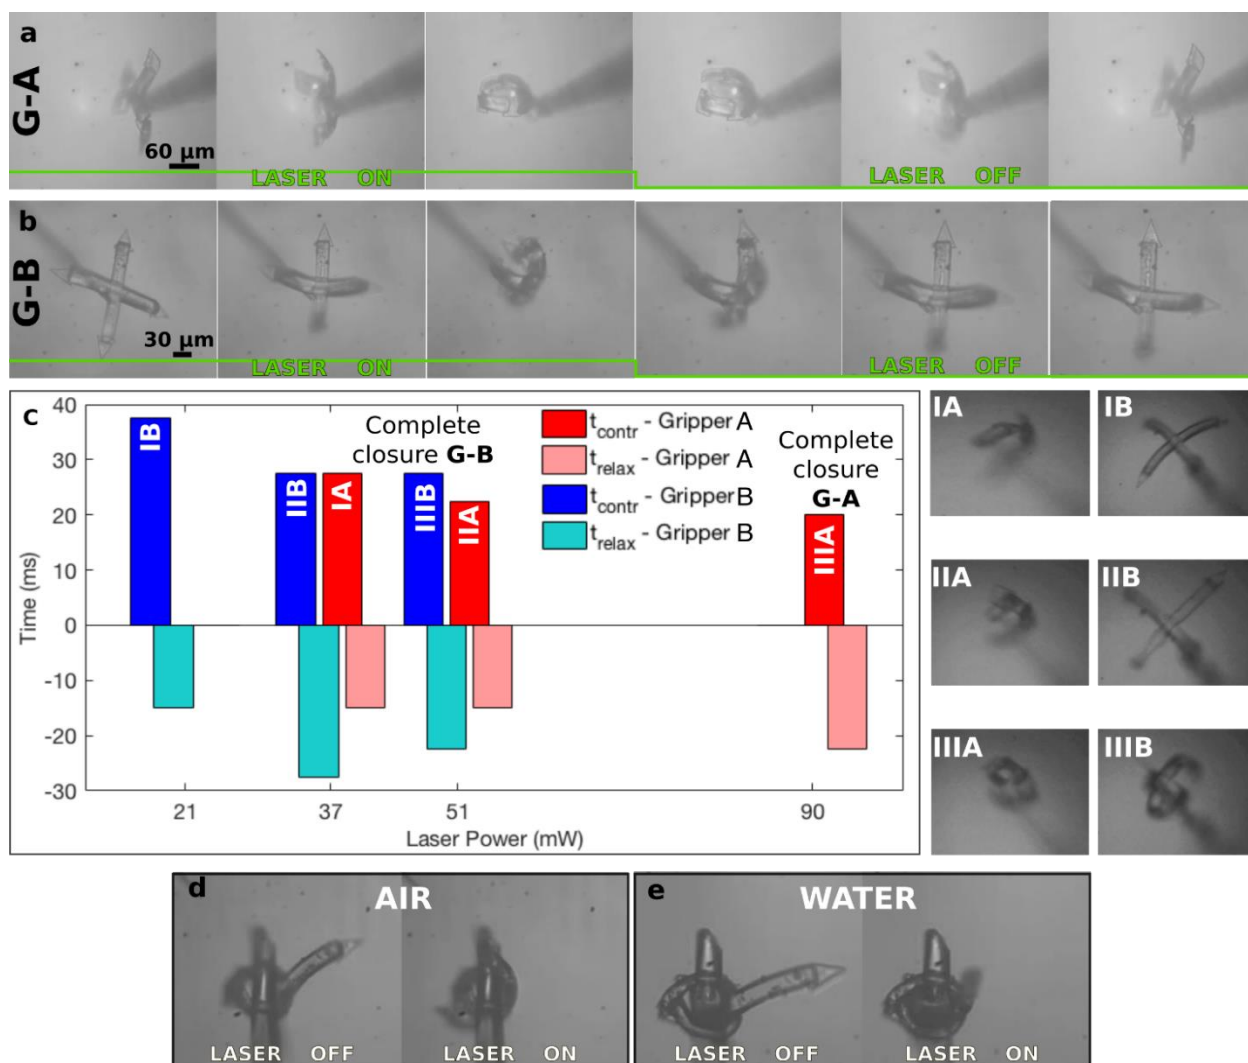 a
G-A
60 µm
LASER ON
LASER OFF
b
G-B
30 µm
LASER ON
LASER OFF
c
40
30
20
10
0
-10
-20
-30
Time (ms)
IB
IIB
IA
IIIB
IIA
IIIA
Complete
closure G-B
t_contr - Gripper A
t_relax - Gripper A
t_contr - Gripper B
t_relax - Gripper B
Complete
closure
G-A
21
37
51
90
Laser Power (mW)
IA
IB
IIA
IIB
IIIA
IIIB
d
AIR
LASER OFF
LASER ON
e
WATER
LASER OFF
LASER ON